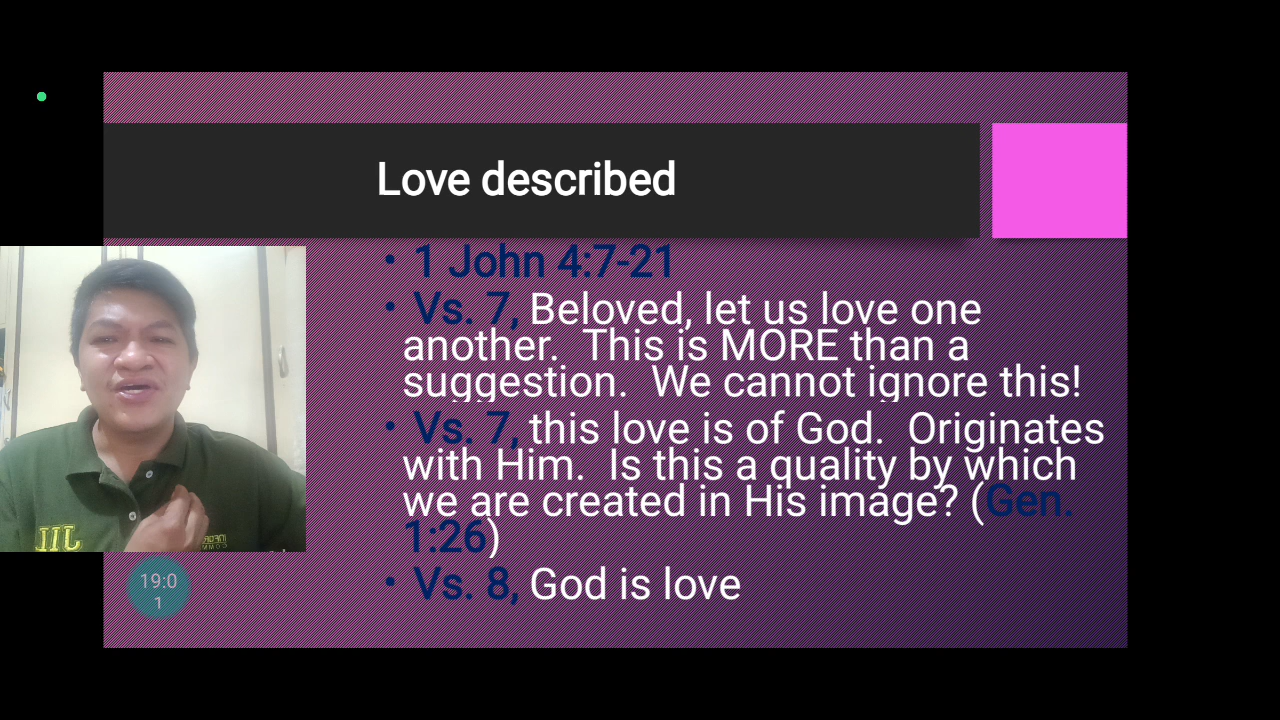 Love described
• 1 John 4:7-21
• Vs. 7, Beloved, let us love one
another. This is MORE than a
suggestion. We cannot ignore this!
• Vs. 7, this love is of God. Originates
with Him. Is this a quality by which
we are created in His image? (Gen.
1:26)
• Vs. 8, God is love
19:0
1